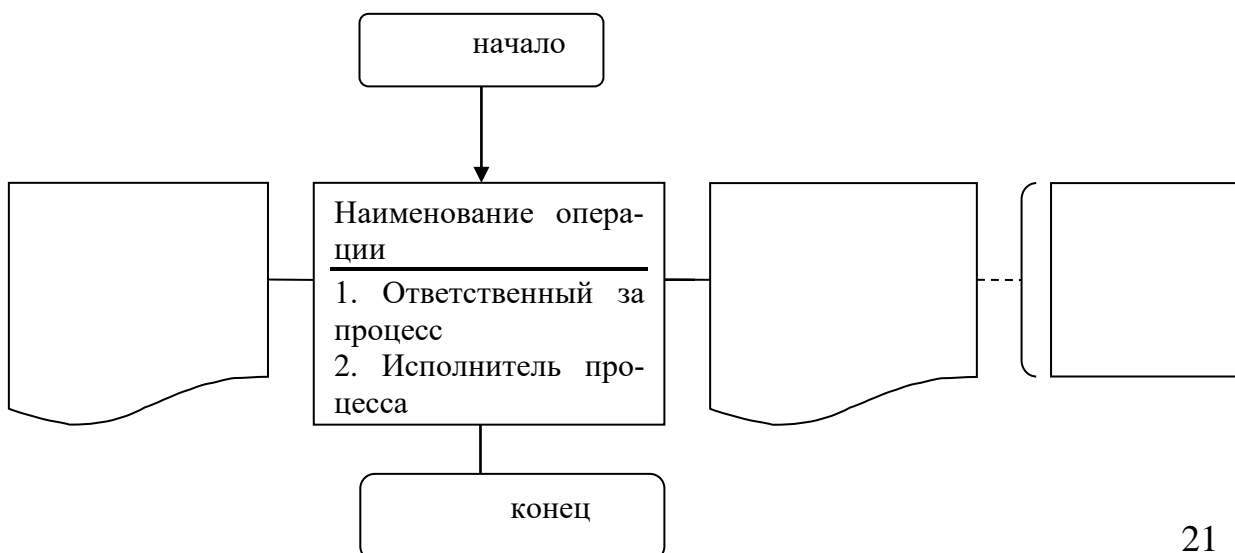 начало
Наименование опера-
ции
1. Ответственный за
процесс
2. Исполнитель про-
цесса
конец
21